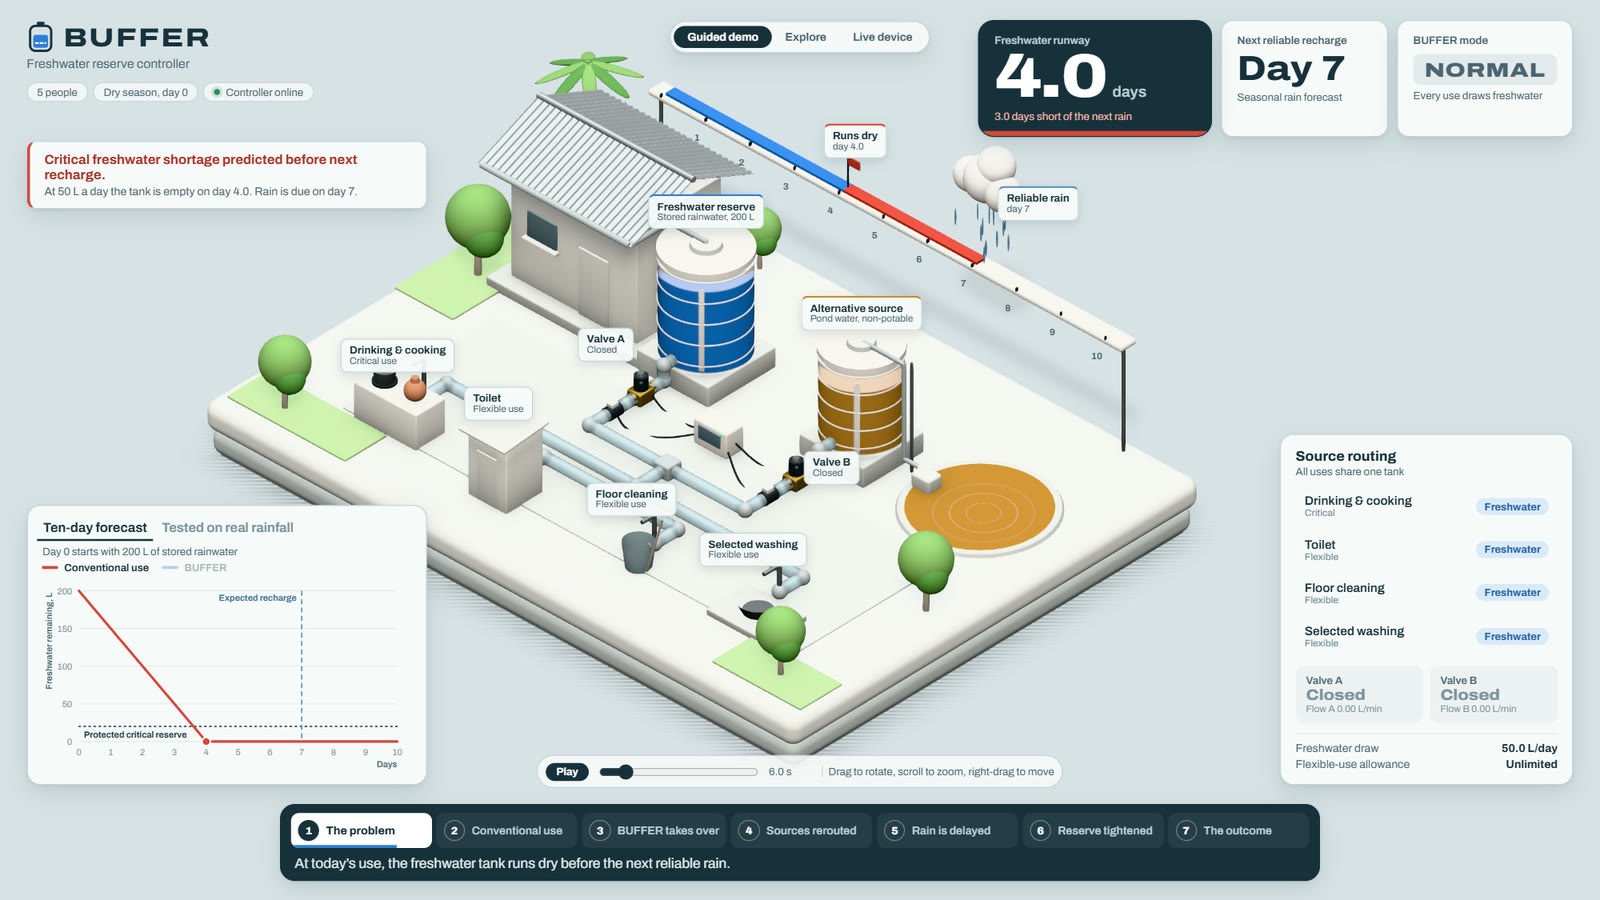 BUFFER
Freshwater reserve controller
5 people
Dry season, day 0
Controller online
Guided demo
Explore
Live device
Freshwater runway
4.0 days
3.0 days short of the next rain
Next reliable recharge
Day 7
Seasonal rain forecast
BUFFER mode
NORMAL
Every use draws freshwater
Critical freshwater shortage predicted before next
recharge.
At 50 L a day the tank is empty on day 4.0. Rain is due on day 7.
1
2
3
4
5
6
7
8
9
10
Runs dry
day 4.0
Reliable rain
day 7
Freshwater reserve
Stored rainwater, 200 L
Alternative source
Pond water, non-potable
Valve A
Closed
Drinking & cooking
Critical use
Toilet
Flexible use
Valve B
Closed
Floor cleaning
Flexible use
Selected washing
Flexible use
Ten-day forecast
Tested on real rainfall
Day 0 starts with 200 L of stored rainwater
Conventional use
BUFFER
Freshwater remaining, L
200
150
100
50
0
Expected recharge
Protected critical reserve
0 1 2 3 4 5 6 7 8 9 10
Days
Source routing
All uses share one tank
Drinking & cooking
Critical
Freshwater
Toilet
Flexible
Freshwater
Floor cleaning
Flexible
Freshwater
Selected washing
Flexible
Freshwater
Valve A
Closed
Flow A 0.00 L/min
Valve B
Closed
Flow B 0.00 L/min
Freshwater draw 50.0 L/day
Flexible-use allowance Unlimited
Play
6.0 s
Drag to rotate, scroll to zoom, right-drag to move
1 The problem
2 Conventional use
3 BUFFER takes over
4 Sources rerouted
5 Rain is delayed
6 Reserve tightened
7 The outcome
At today's use, the freshwater tank runs dry before the next reliable rain.